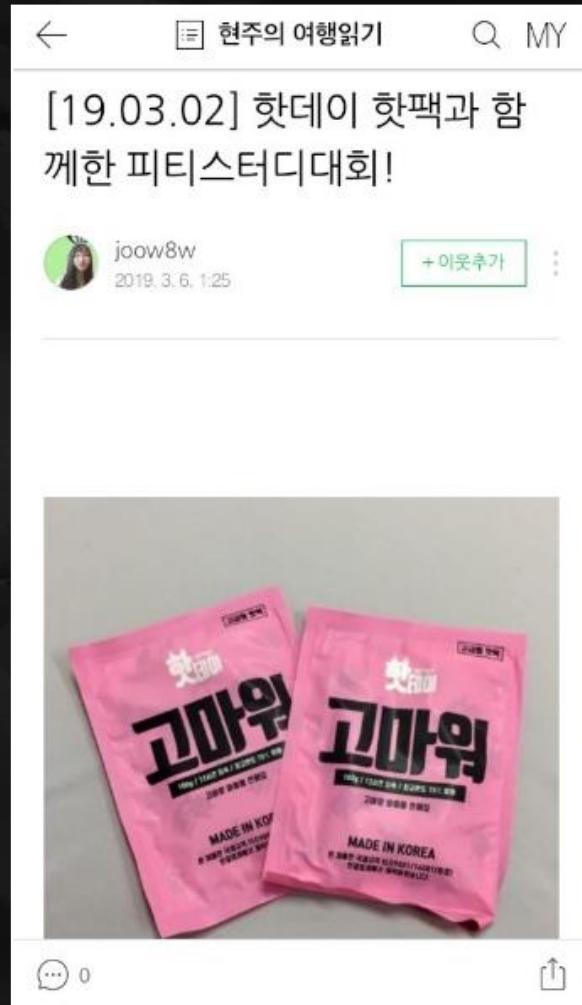 현주의 여행읽기
MY
[19.03.02] 핫데이 핫팩과 함
께한 피티스터디대회!
joow8w
2019. 3. 6. 1:25
+이웃추가
핫데이
고마워
MADE IN KOR
핫데이
고마워
MADE IN KOREA
0